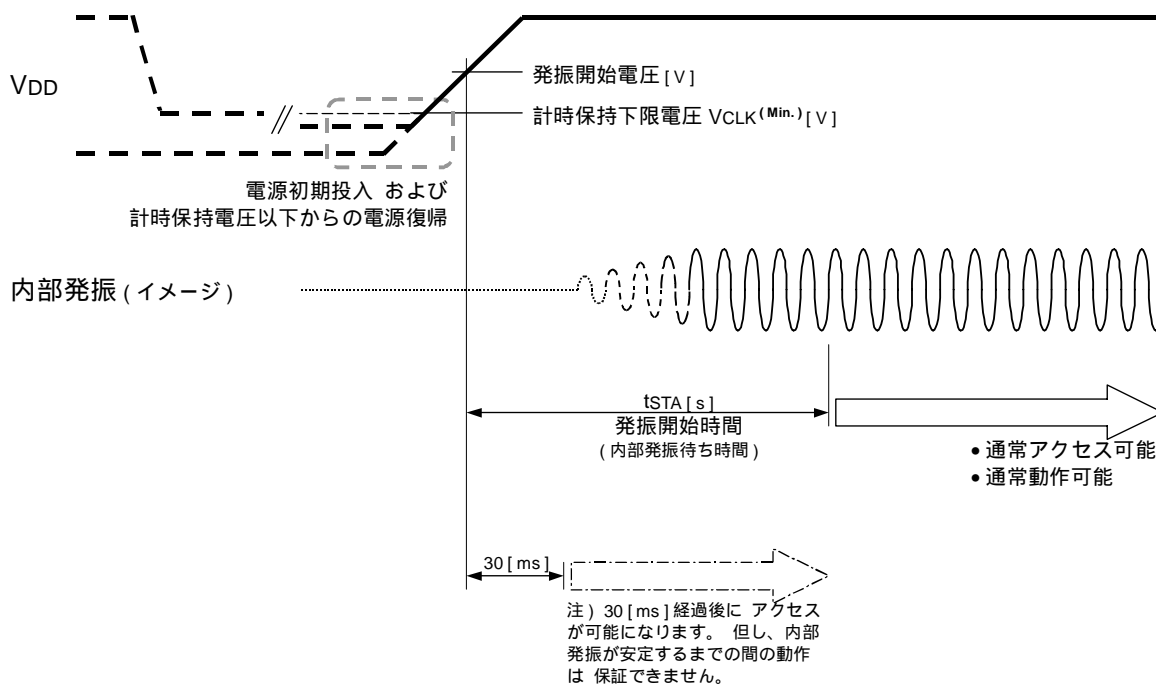 VDD
発振開始電圧 [ V ]
計時保持下限電圧 VCLK(Min.) [ V ]
電源初期投入 および
計時保持電圧以下からの電源復帰
内部発振 ( イメージ )
tSTA [ s ]
発振開始時間
( 内部発振待ち時間 )
• 通常アクセス可能
• 通常動作可能
30 [ ms ]
注 ) 30 [ ms ] 経過後に アクセス
が可能になります。 但し、内部
発振が安定するまでの間の動作
は 保証できません。